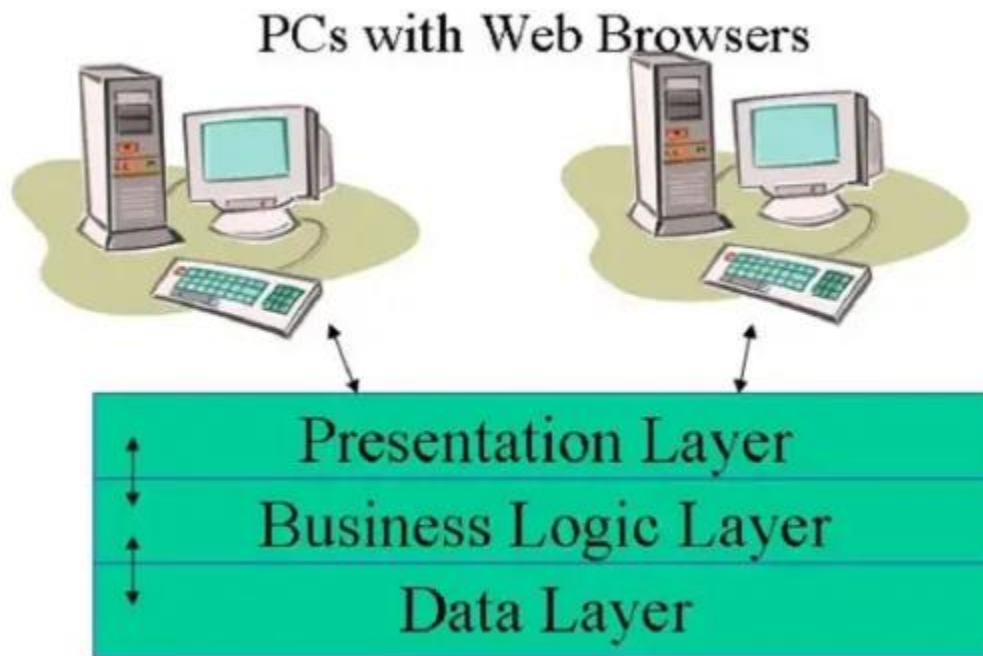 PCs with Web Browsers
Presentation Layer
Business Logic Layer
Data Layer